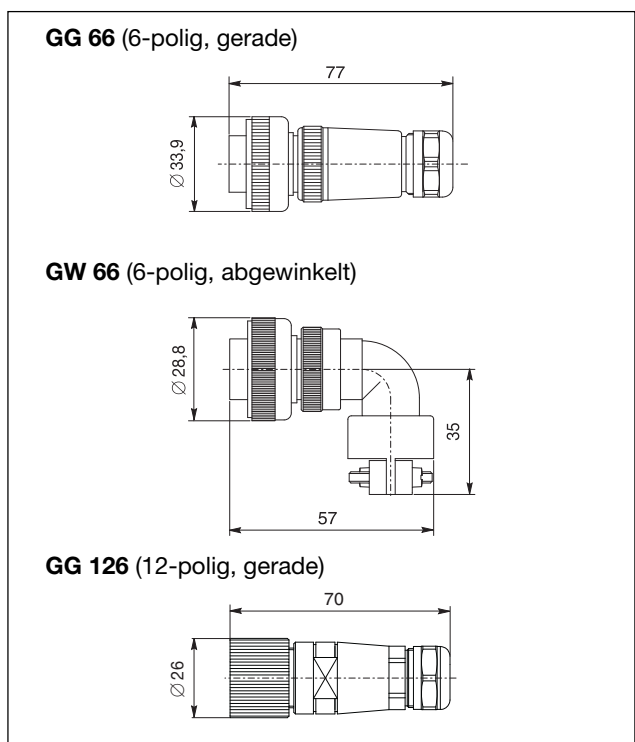 GG 66 (6-polig, gerade)
77
∅ 33,9
GW 66 (6-polig, abgewinkelt)
∅ 28,8
35
57
GG 126 (12-polig, gerade)
70
∅ 26